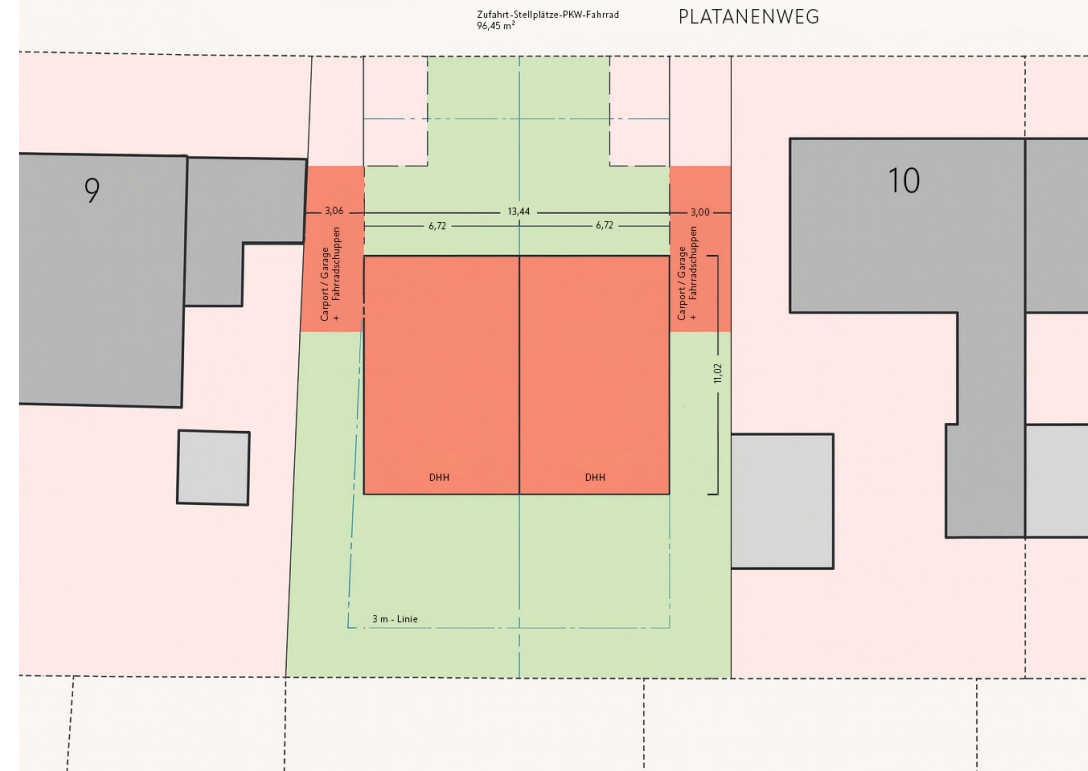 Zufahrt-Stellplätze-PKW-Fahrrad
96,45 m²
PLATANENWEG
9
10
3,06
13,44
3,00
6,72
6,72
Carport / Garage
+ Fahrradschuppen
Carport / Garage
+ Fahrradschuppen
11,02
DHH
DHH
3 m - Linie